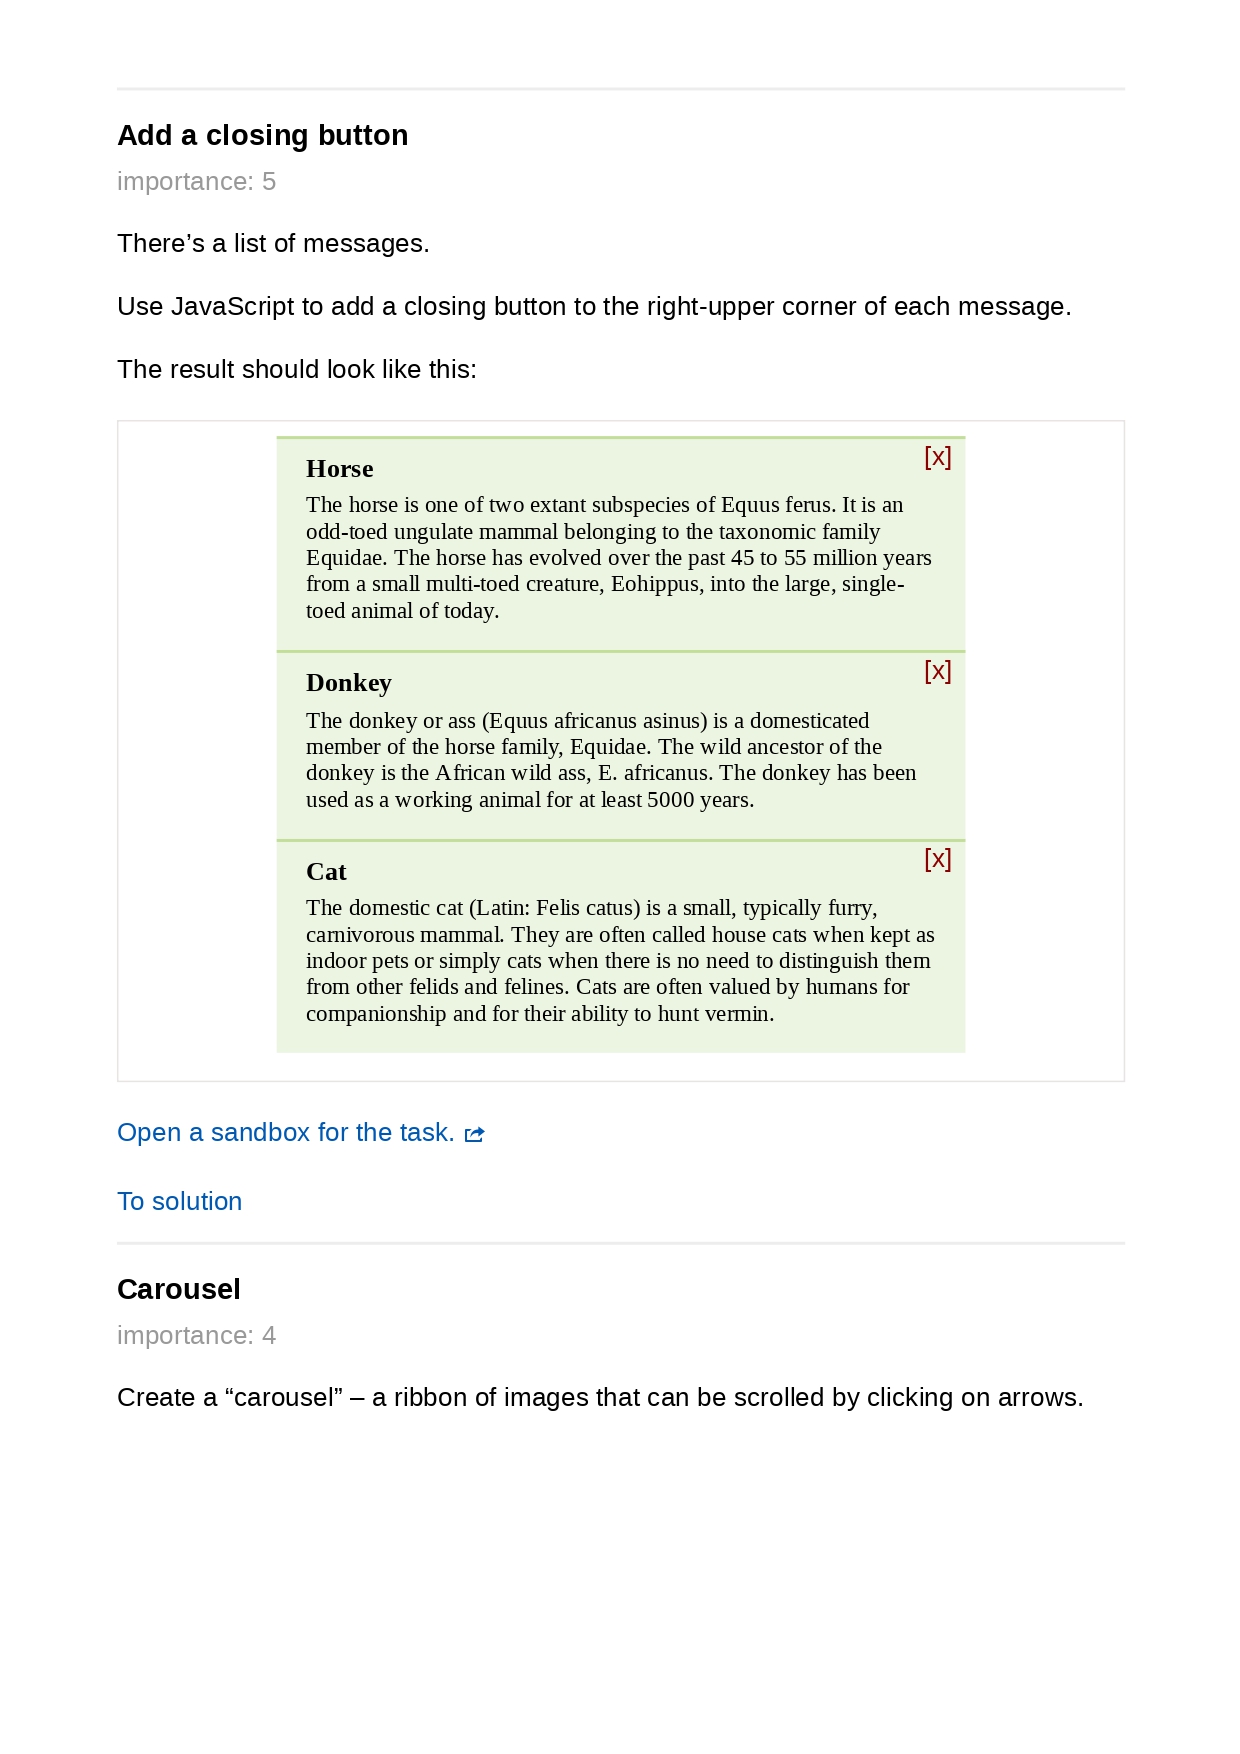 Add a closing button
importance: 5
There’s a list of messages.
Use JavaScript to add a closing button to the right-upper corner of each message.
The result should look like this:
Horse
[x]
The horse is one of two extant subspecies of Equus ferus. It is an
odd-toed ungulate mammal belonging to the taxonomic family
Equidae. The horse has evolved over the past 45 to 55 million years
from a small multi-toed creature, Eohippus, into the large, single-
toed animal of today.
Donkey
[x]
The donkey or ass (Equus africanus asinus) is a domesticated
member of the horse family, Equidae. The wild ancestor of the
donkey is the African wild ass, E. africanus. The donkey has been
used as a working animal for at least 5000 years.
Cat
[x]
The domestic cat (Latin: Felis catus) is a small, typically furry,
carnivorous mammal. They are often called house cats when kept as
indoor pets or simply cats when there is no need to distinguish them
from other felids and felines. Cats are often valued by humans for
companionship and for their ability to hunt vermin.
Open a sandbox for the task.
To solution
Carousel
importance: 4
Create a “carousel” – a ribbon of images that can be scrolled by clicking on arrows.